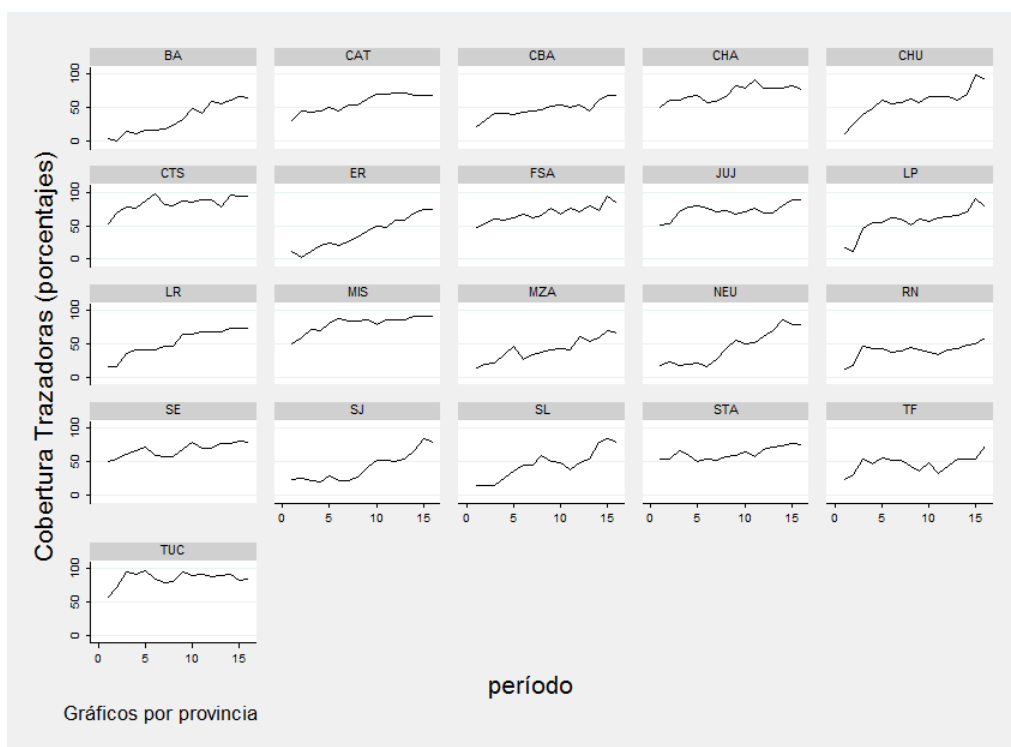 Cobertura Trazadoras (porcentajes)
BA CAT CBA CHA CHU
100
50
0
CTS ER FSA JUJ LP
100
50
0
LR MIS MZA NEU RN
100
50
0
SE SJ SL STA TF
100
50
0
0 5 10 15 0 5 10 15 0 5 10 15 0 5 10 15
TUC
100
50
0
0 5 10 15
período
Gráficos por provincia